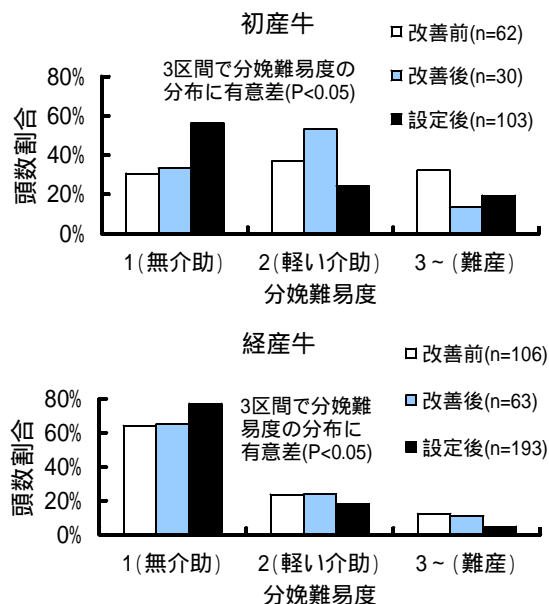 初産牛
改善前(n=62)
改善後(n=30)
設定後(n=103)
3区間で分娩難易度の
分布に有意差(P<0.05)
頭数割合
80%
60%
40%
20%
0%
1(無介助)
2(軽い介助)
3~(難産)
分娩難易度
経産牛
改善前(n=106)
改善後(n=63)
設定後(n=193)
3区間で分娩難
易度の分布に
有意差(P<0.05)
頭数割合
80%
60%
40%
20%
0%
1(無介助)
2(軽い介助)
3~(難産)
分娩難易度